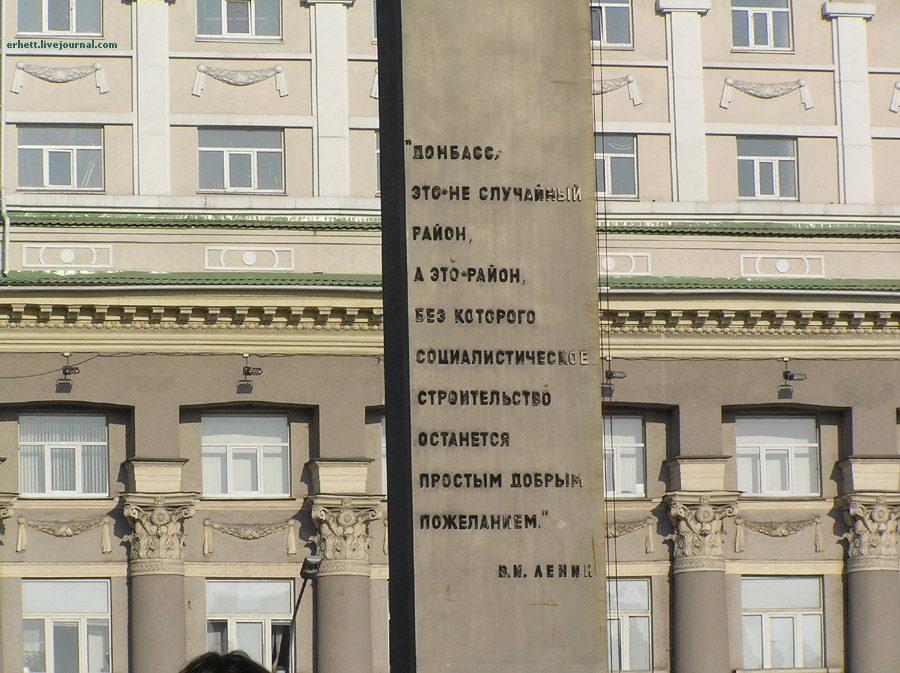 erhett.livejournal.com
"ДОНБАСС,
ЭТО-НЕ СЛУЧАЙНЫЙ
РАЙОН,
А ЭТО-РАЙОН,
БЕЗ КОТОРОГО
СОЦИАЛИСТИЧЕСКОЕ
СТРОИТЕЛЬСТВО
ОСТАНЕТСЯ
ПРОСТЫМ ДОБРЫМ
ПОЖЕЛАНИЕМ."
В.И. ЛЕНИН